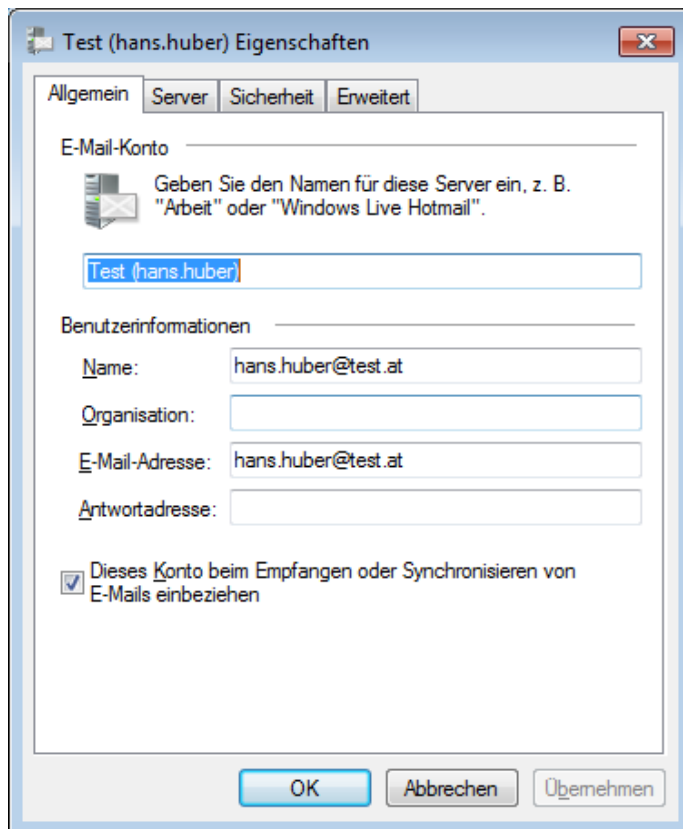 Test (hans.huber) Eigenschaften
Allgemein Server Sicherheit Erweitert
E-Mail-Konto
Geben Sie den Namen für diese Server ein, z. B.
"Arbeit" oder "Windows Live Hotmail".
Test (hans.huber)
Benutzerinformationen
Name: hans.huber@test.at
Organisation:
E-Mail-Adresse: hans.huber@test.at
Antwortadresse:
Dieses Konto beim Empfangen oder Synchronisieren von
E-Mails einbeziehen
OK Abbrechen Übernehmen